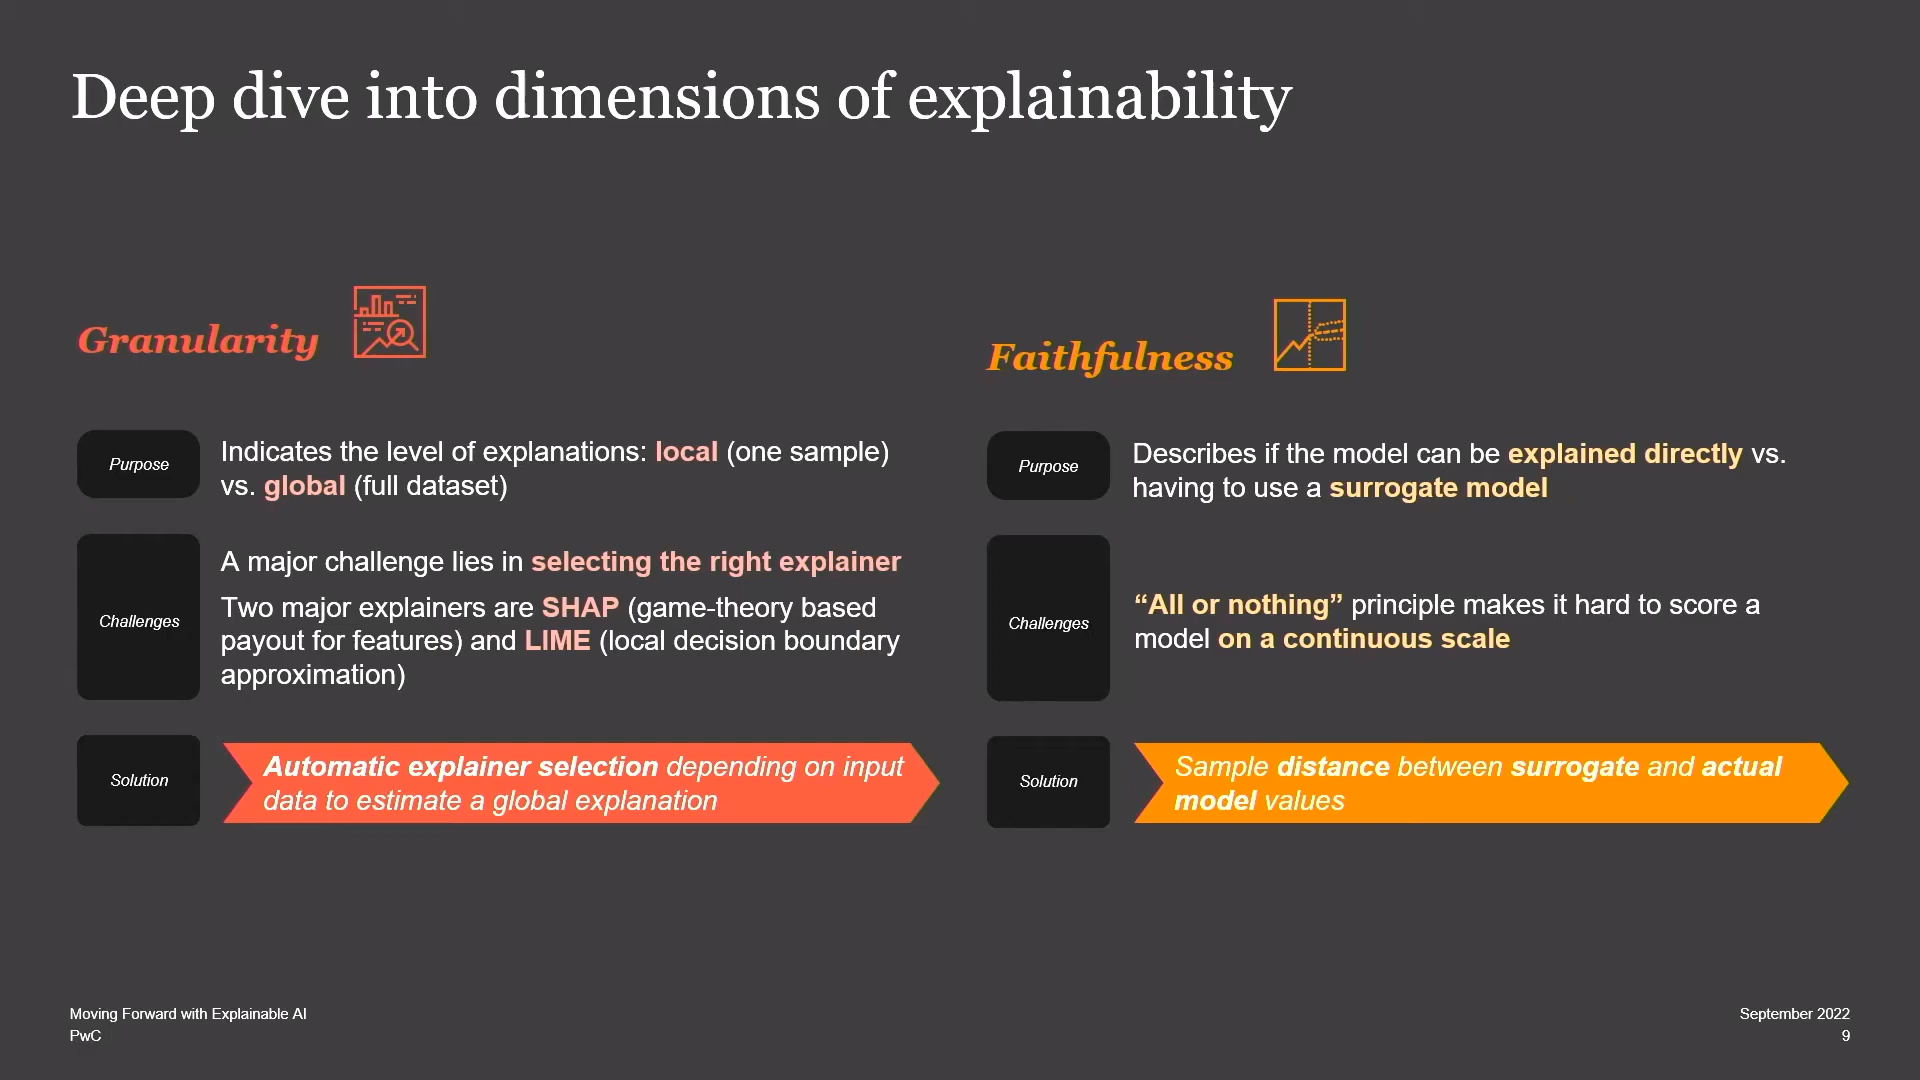 Deep dive into dimensions of explainability
Granularity
Purpose
Indicates the level of explanations: local (one sample)
vs. global (full dataset)
Challenges
A major challenge lies in selecting the right explainer
Two major explainers are SHAP (game-theory based
payout for features) and LIME (local decision boundary
approximation)
Solution
Automatic explainer selection depending on input
data to estimate a global explanation
Faithfulness
Purpose
Describes if the model can be explained directly vs.
having to use a surrogate model
Challenges
“All or nothing” principle makes it hard to score a
model on a continuous scale
Solution
Sample distance between surrogate and actual
model values
Moving Forward with Explainable AI
PwC
September 2022
9